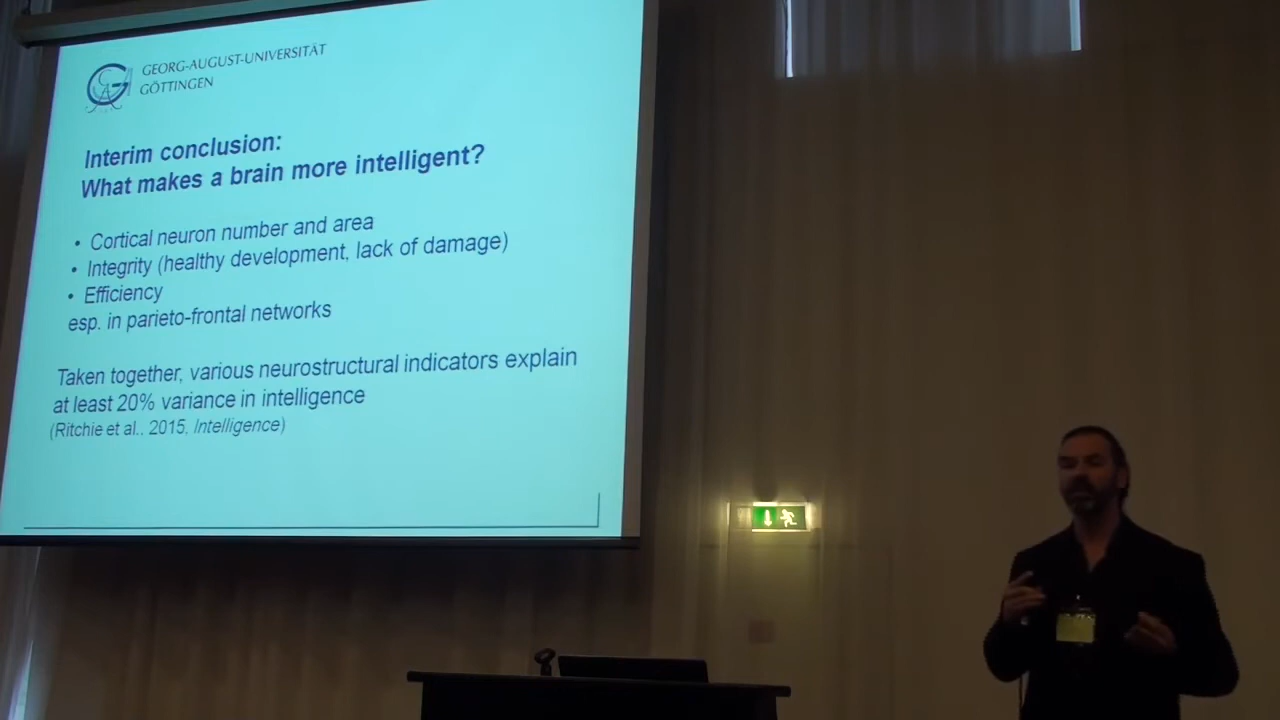 GEORG-AUGUST-UNIVERSITÄT
GÖTTINGEN
Interim conclusion:
What makes a brain more intelligent?
• Cortical neuron number and area
• Integrity (healthy development, lack of damage)
• Efficiency
esp. in parieto-frontal networks
Taken together, various neurostructural indicators explain
at least 20% variance in intelligence
(Ritchie et al., 2015, Intelligence)